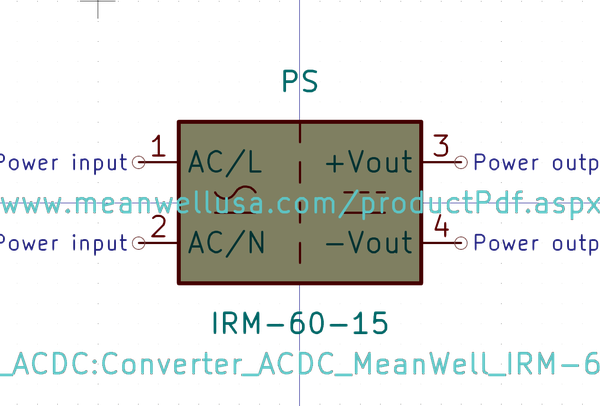 PS
1 3
Power input AC/L +Vout Power outp
www.meanwellusa.com/productPdf.aspx
2 4
Power input AC/N −Vout Power outp
IRM−60−15
_ACDC:Converter_ACDC_MeanWell_IRM−6